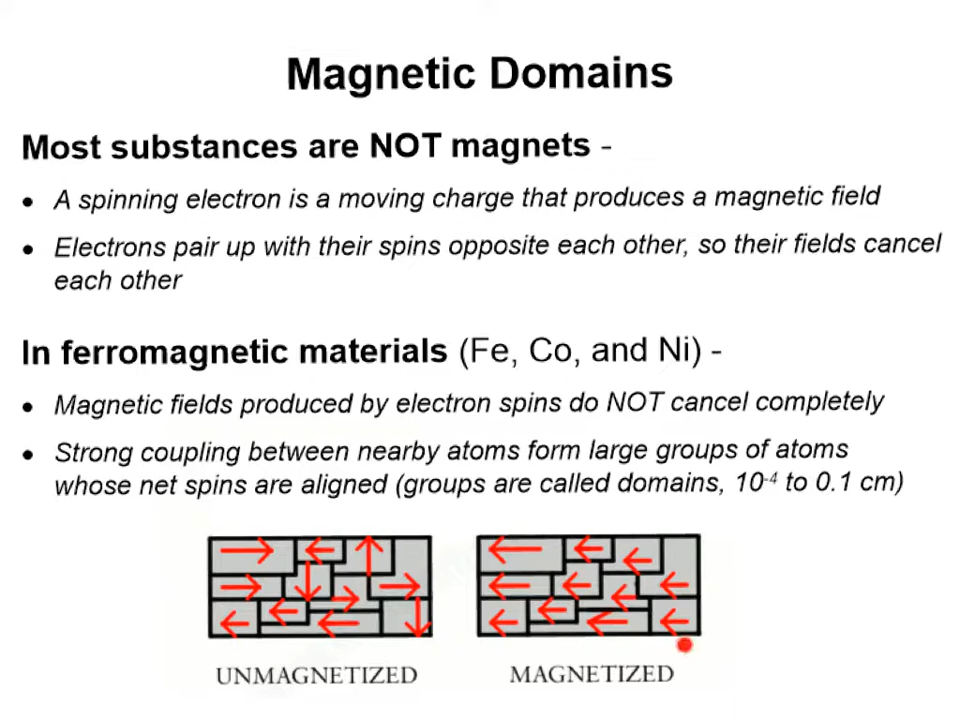 Magnetic Domains
Most substances are NOT magnets -
• A spinning electron is a moving charge that produces a magnetic field
• Electrons pair up with their spins opposite each other, so their fields cancel
each other
In ferromagnetic materials (Fe, Co, and Ni) -
• Magnetic fields produced by electron spins do NOT cancel completely
• Strong coupling between nearby atoms form large groups of atoms
whose net spins are aligned (groups are called domains, 10⁻⁴ to 0.1 cm)
UNMAGNETIZED MAGNETIZED